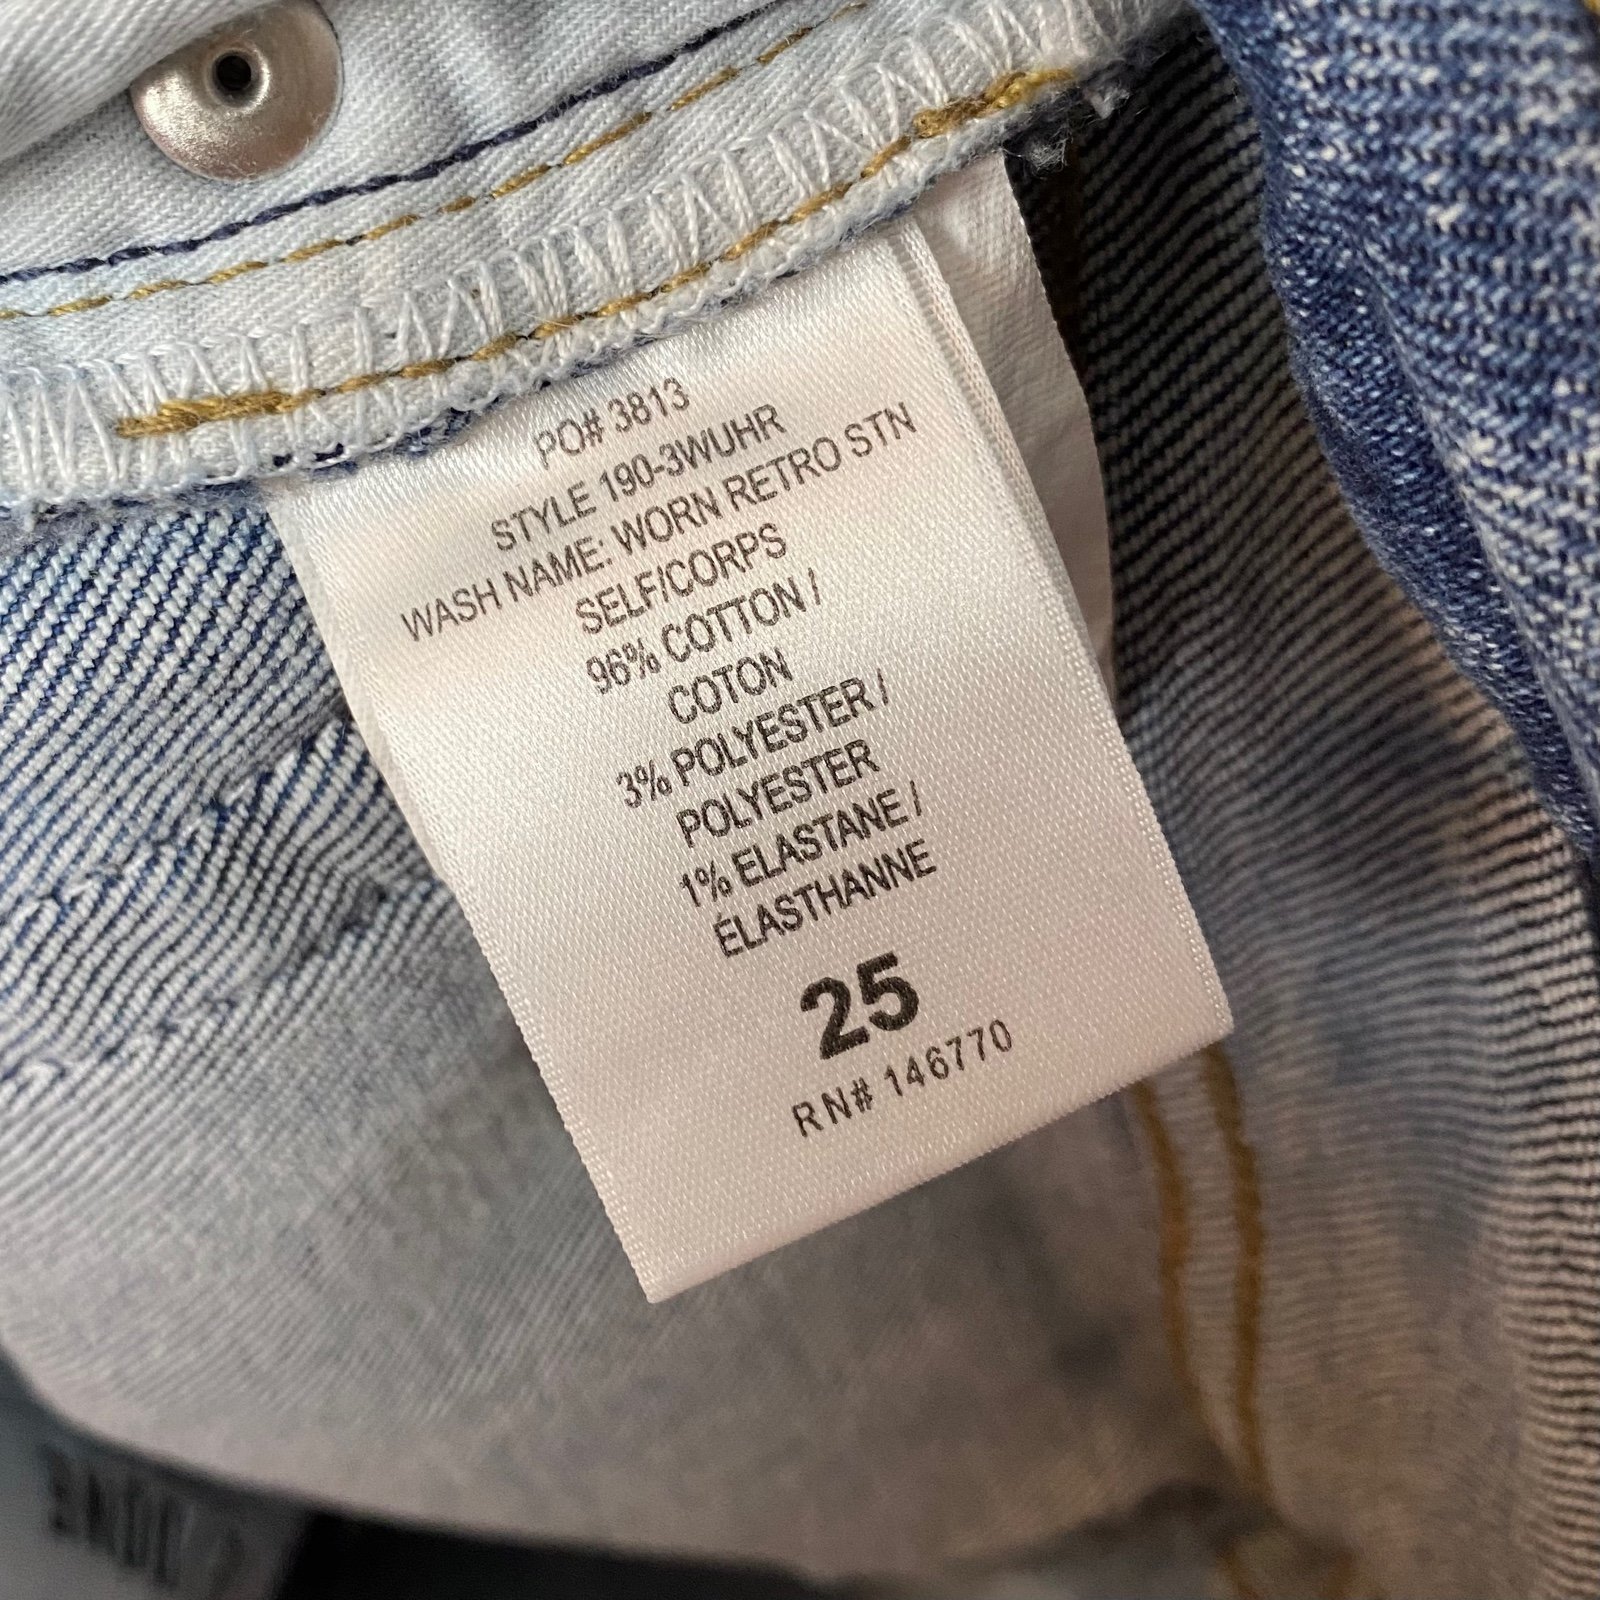 PO# 3813
STYLE 190-3WUHR
WASH NAME: WORN RETRO STN
SELF/CORPS
96% COTTON /
COTON
3% POLYESTER /
POLYESTER
1% ELASTANE /
ÉLASTHANNE
25
RN# 146770